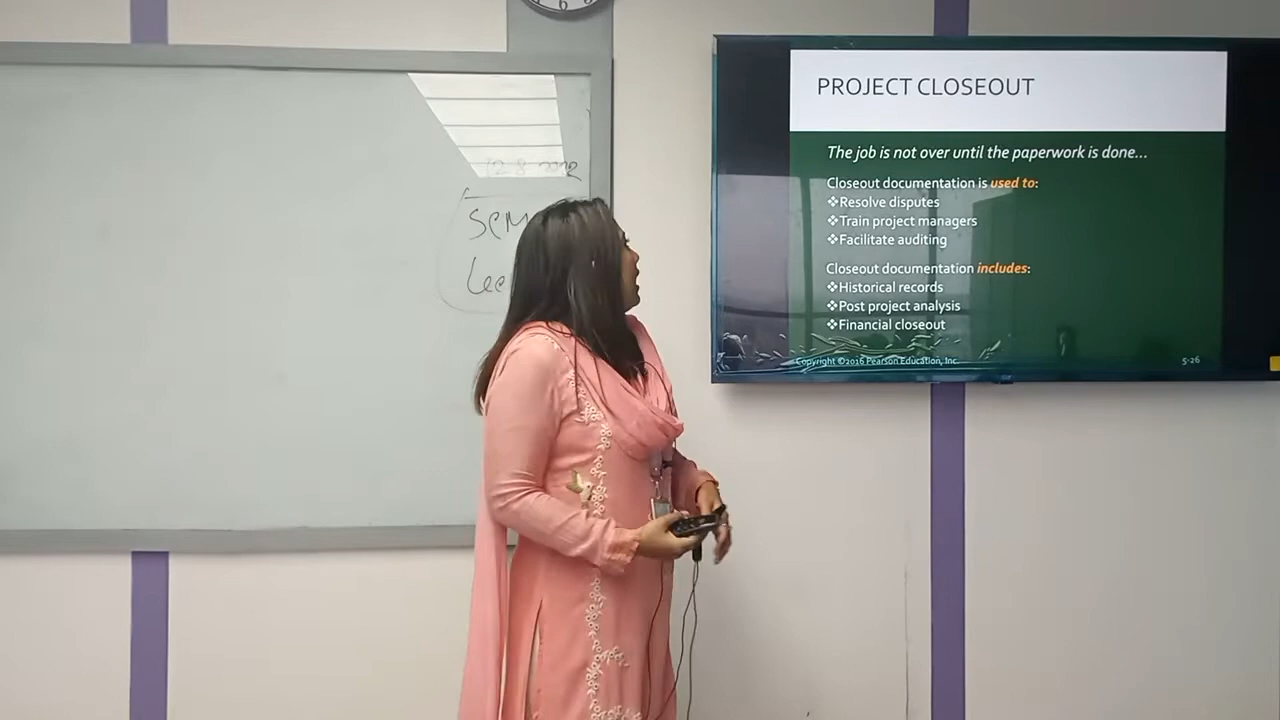 PROJECT CLOSEOUT
The job is not over until the paperwork is done...
Closeout documentation is used to:
❖Resolve disputes
❖Train project managers
❖Facilitate auditing
Closeout documentation includes:
❖Historical records
❖Post project analysis
❖Financial closeout
Copyright ©2016 Pearson Education, Inc.
5-26
6